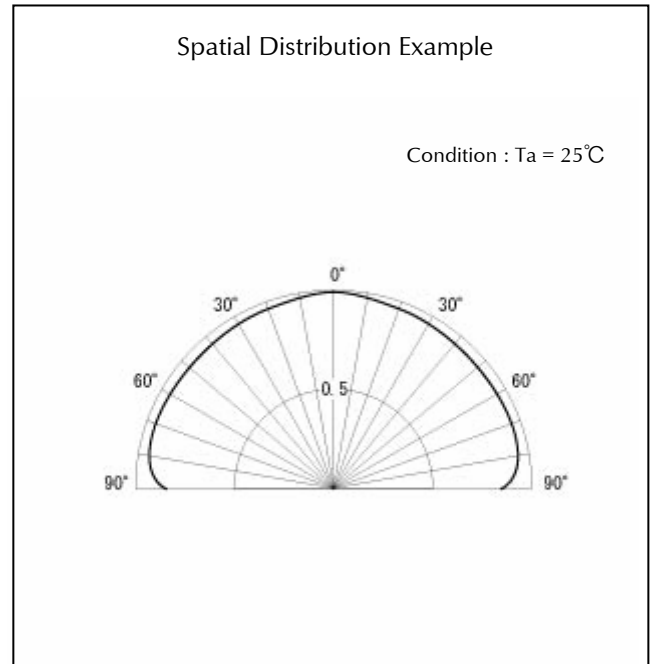 Spatial Distribution Example
Condition : Ta = 25℃
0°
30° 30°
60° 60°
0. 5
90° 90°